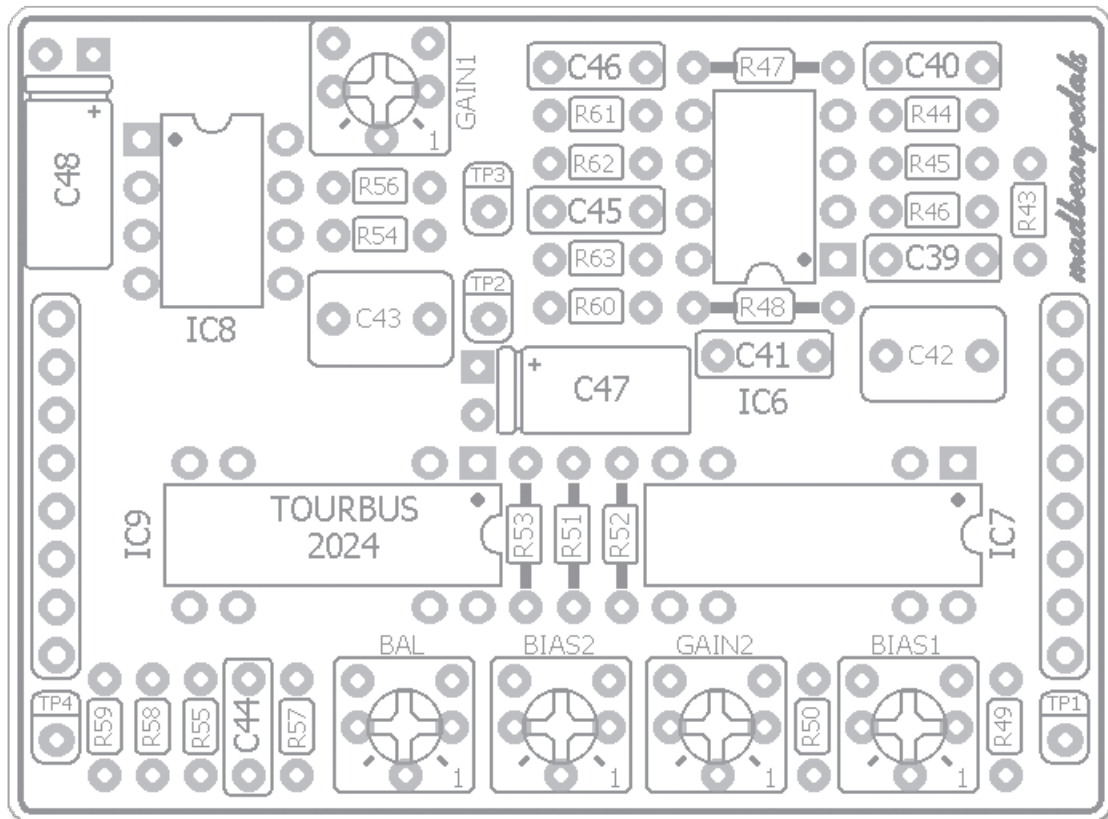 C46
R47
C40
GAIN1
1
R61
R44
+
C48
R62
R45
TP3
R56
C45
R46
R43
madbeanpedals
R54
R63
C39
TP2
IC8
C43
R60
R48
C41
C42
+
C47
IC6
IC9
TOURBUS
2024
R53
R51
R52
IC7
BAL
BIAS2
GAIN2
BIAS1
TP4
R59
R58
R55
C44
R57
1
1
1
R50
1
R49
TP1